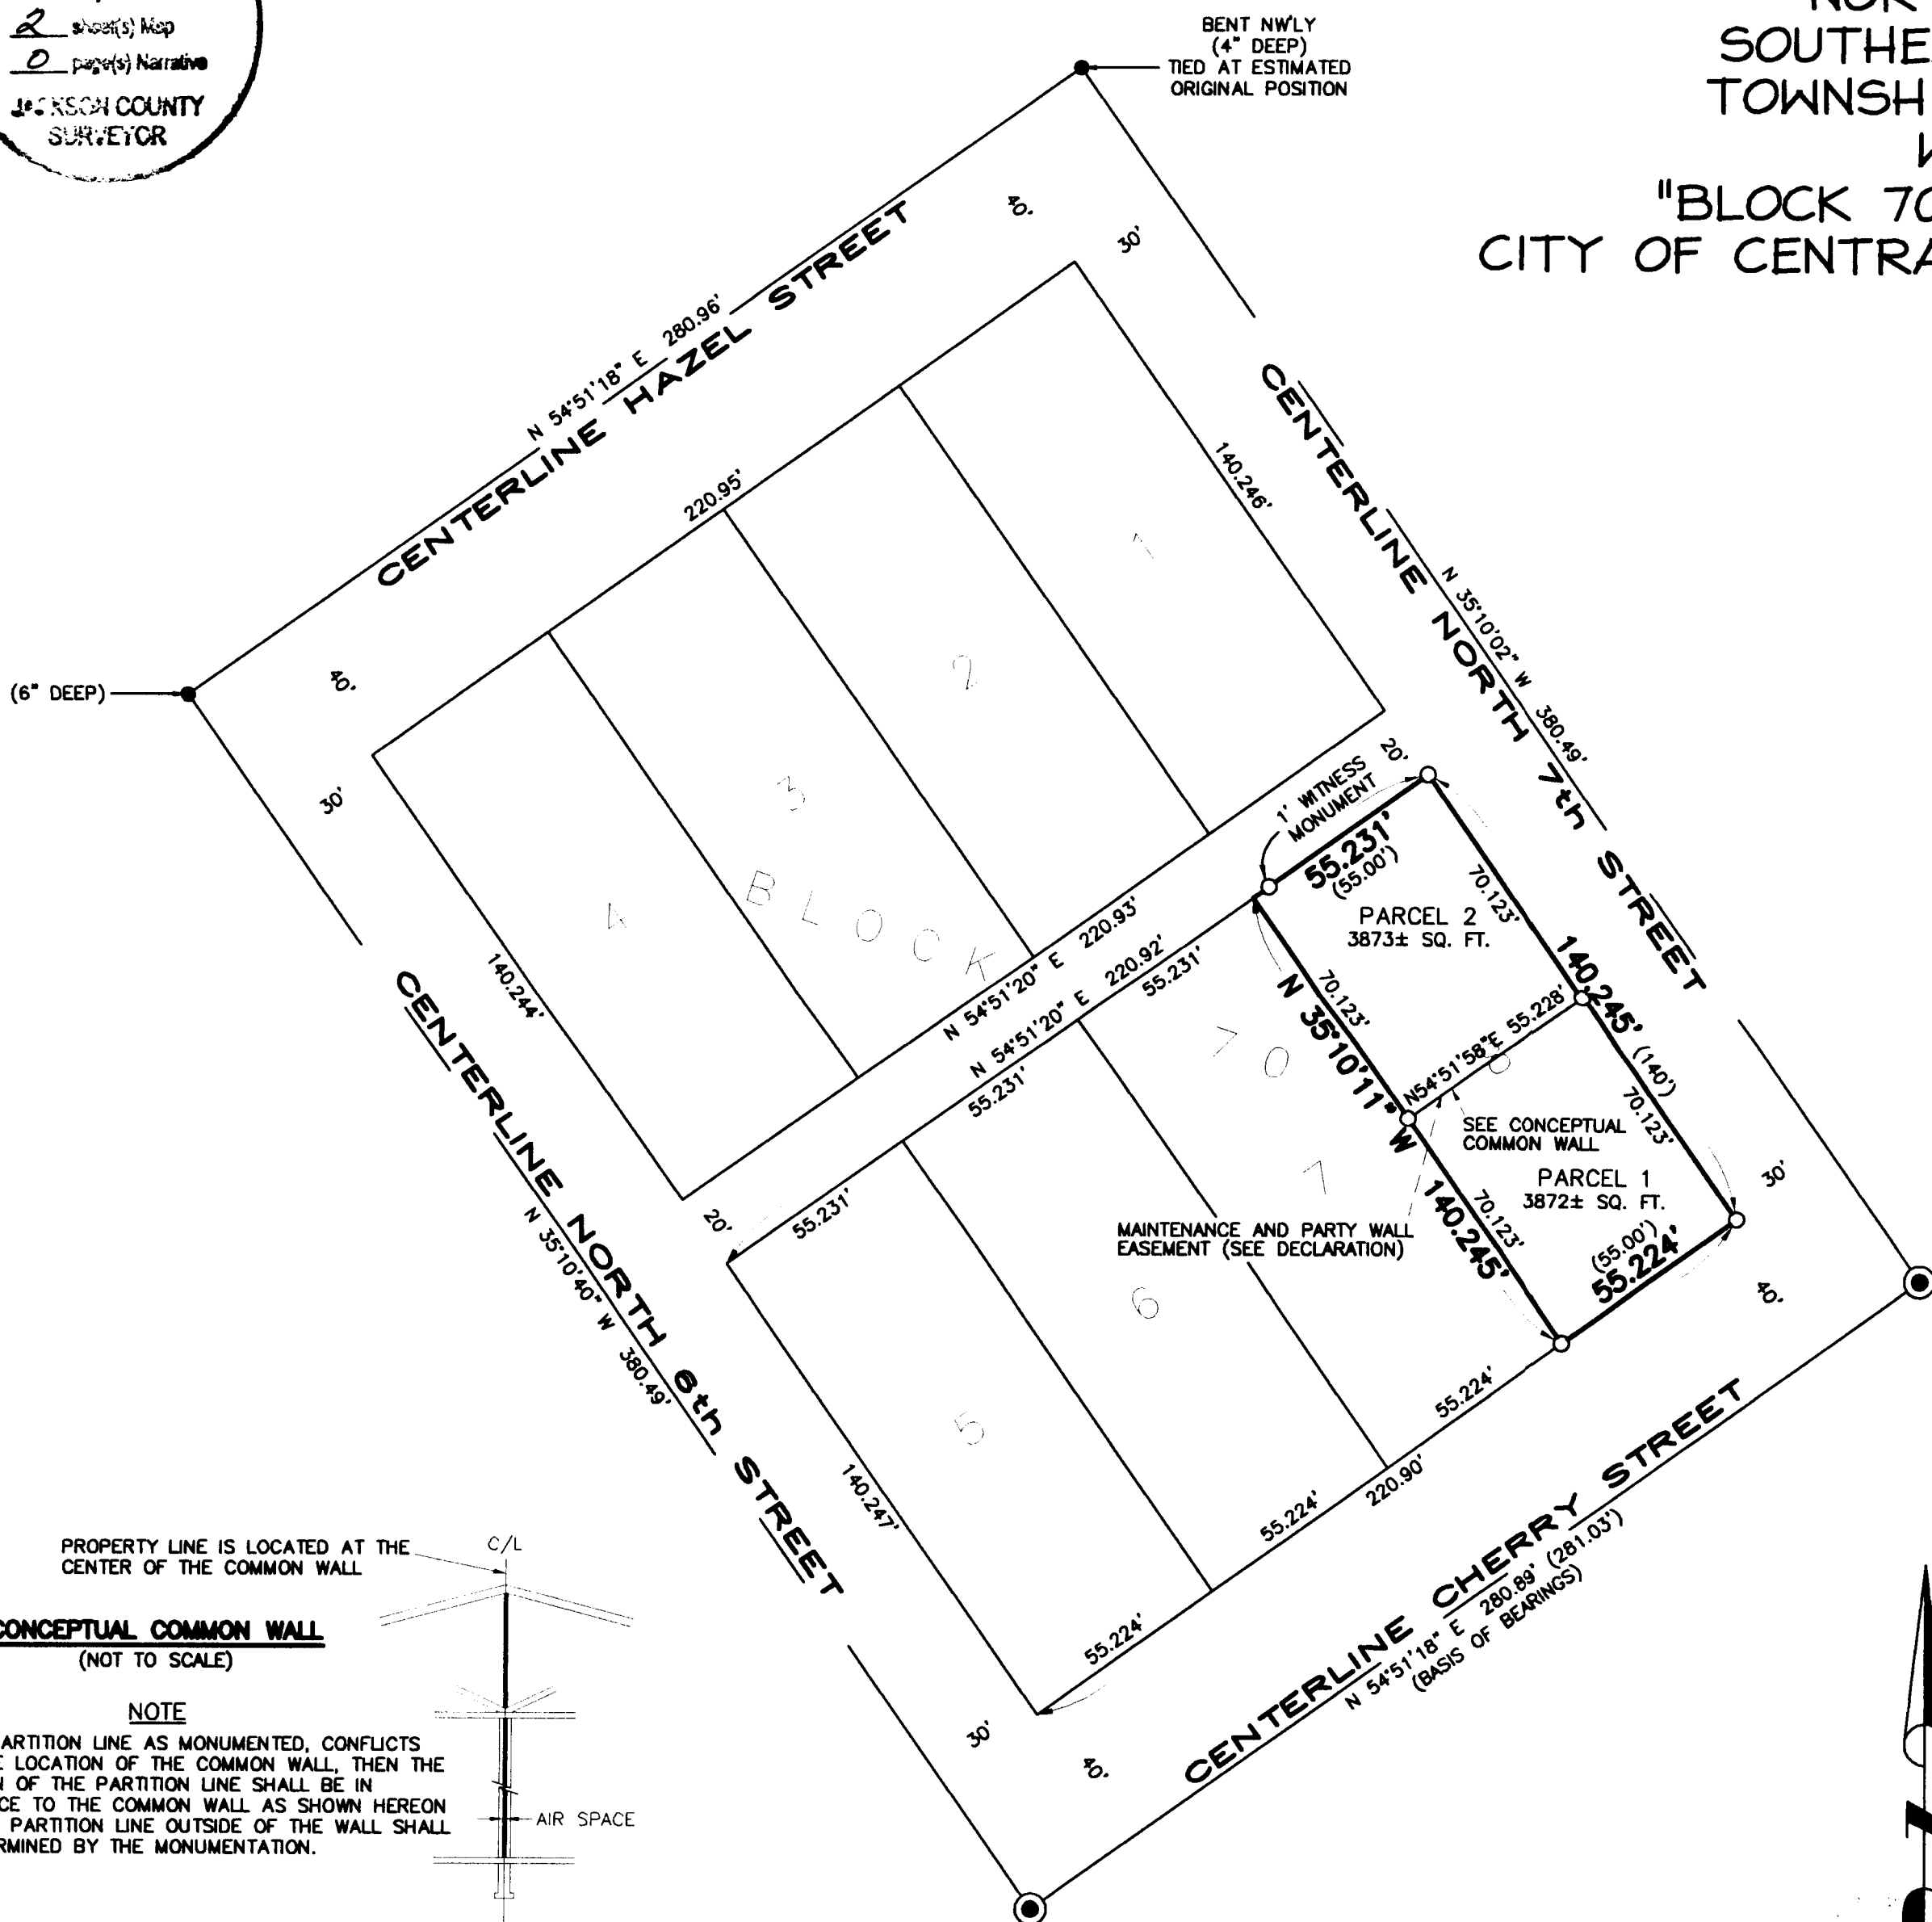 2 sheet(s) Map
0 page(s) Narrative
JACKSON COUNTY
SURVEYOR
BENT NW'LY
(4" DEEP)
TIED AT ESTIMATED
ORIGINAL POSITION
SOUTHE
TOWNSH
"BLOCK 70
CITY OF CENTRA
40'
30'
N 54°51'18" E 280.96'
CENTERLINE HAZEL STREET
220.95'
140.246'
1
2
3
4
BLOCK
70
(6" DEEP)
40'
30'
140.244'
CENTERLINE NORTH 7th STREET
N 35°10'02" W 380.49'
20'
1' WITNESS
MONUMENT
55.231'
(55.00')
70.123'
PARCEL 2
3873± SQ. FT.
N 54°51'20" E 220.93'
N 54°51'20" E 220.92'
55.231'
55.231'
55.231'
20'
70.123'
N 35°10'11" W
140.245'
140.245' (140')
N54°51'58"E 55.228'
8
70.123'
SEE CONCEPTUAL
COMMON WALL
PARCEL 1
3872± SQ. FT.
70.123'
(55.00')
55.224'
30'
40'
MAINTENANCE AND PARTY WALL
EASEMENT (SEE DECLARATION)
7
6
5
CENTERLINE NORTH 6th STREET
N 35°10'40" W 380.49'
140.247'
55.224'
55.224'
55.224'
220.90'
30'
40'
CENTERLINE CHERRY STREET
N 54°51'18" E 280.89' (281.03')
(BASIS OF BEARINGS)
PROPERTY LINE IS LOCATED AT THE
CENTER OF THE COMMON WALL
C/L
CONCEPTUAL COMMON WALL
(NOT TO SCALE)
NOTE
ARTITION LINE AS MONUMENTED, CONFLICTS
E LOCATION OF THE COMMON WALL, THEN THE
N OF THE PARTITION LINE SHALL BE IN
CE TO THE COMMON WALL AS SHOWN HEREON
PARTITION LINE OUTSIDE OF THE WALL SHALL
RMINED BY THE MONUMENTATION.
AIR SPACE